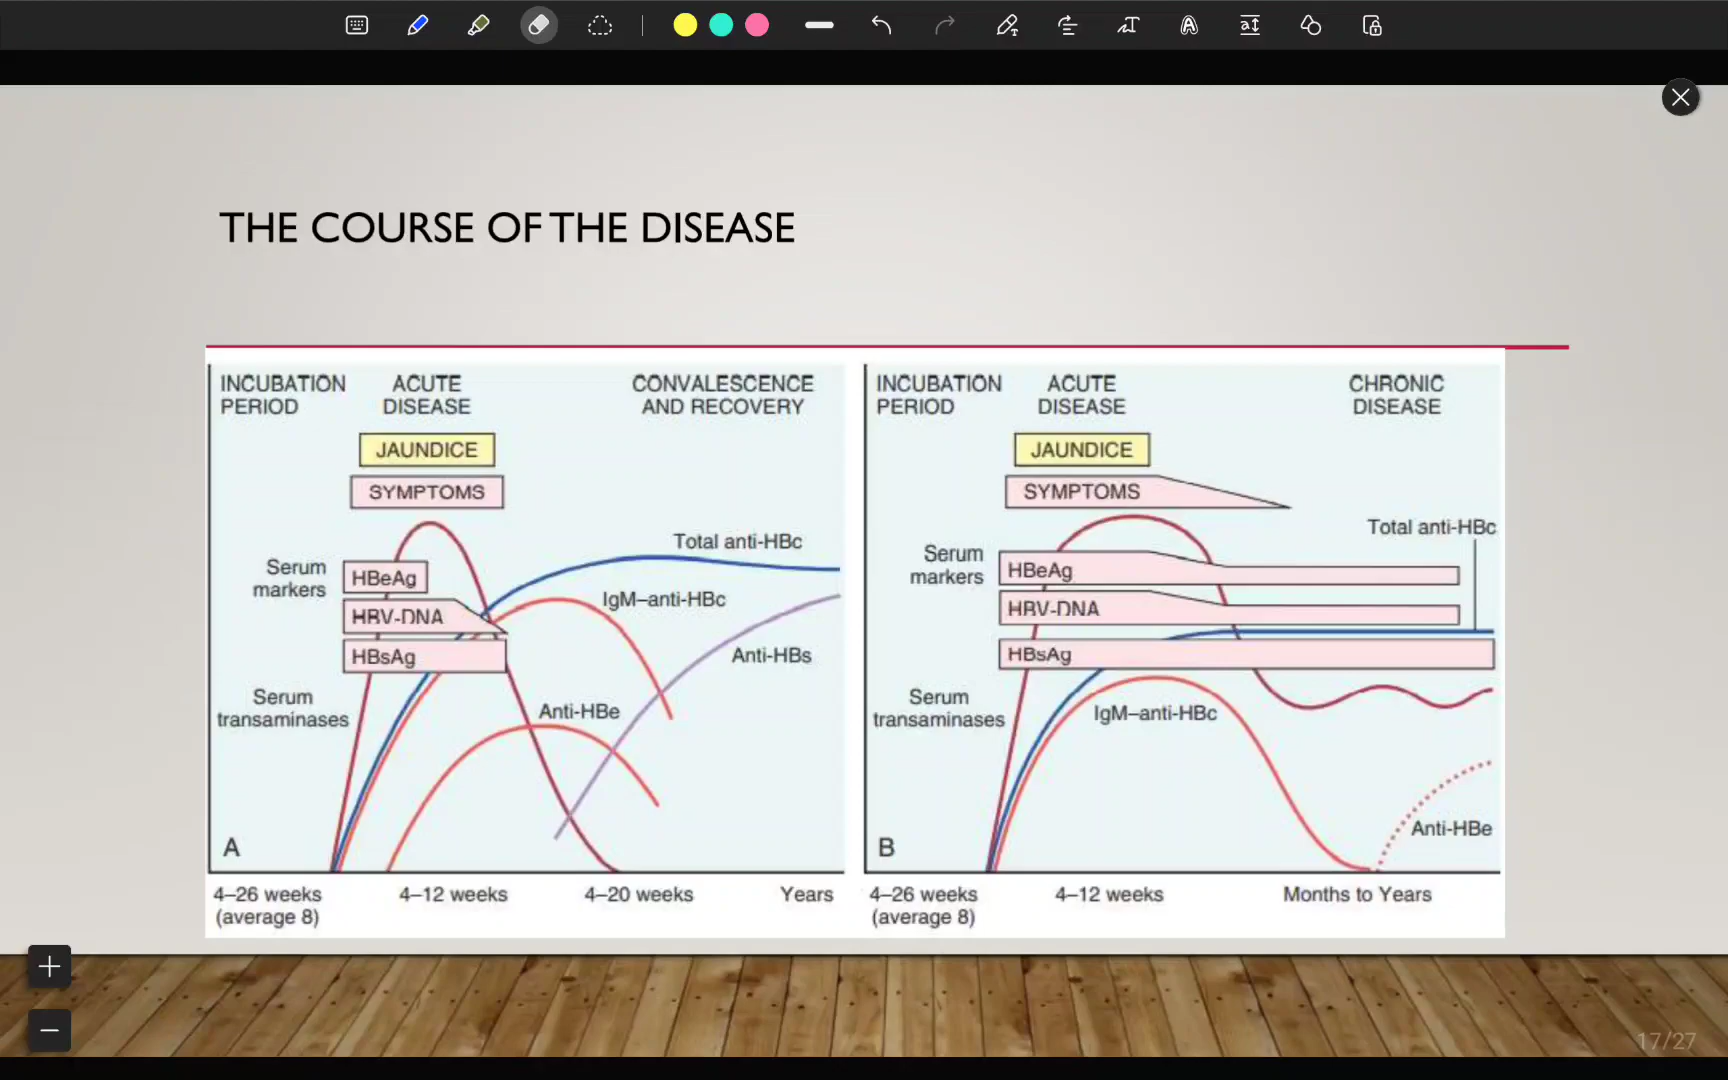 THE COURSE OF THE DISEASE
INCUBATION
PERIOD
ACUTE
DISEASE
CONVALESCENCE
AND RECOVERY
JAUNDICE
SYMPTOMS
Serum
markers
HBeAg
HBV-DNA
HBsAg
Total anti-HBc
IgM–anti-HBc
Anti-HBs
Anti-HBe
Serum
transaminases
A
4–26 weeks
(average 8)
4–12 weeks
4–20 weeks
Years
INCUBATION
PERIOD
ACUTE
DISEASE
CHRONIC
DISEASE
JAUNDICE
SYMPTOMS
Total anti-HBc
Serum
markers
HBeAg
HBV-DNA
HBsAg
Serum
transaminases
IgM–anti-HBc
Anti-HBe
B
4–26 weeks
(average 8)
4–12 weeks
Months to Years
17/27